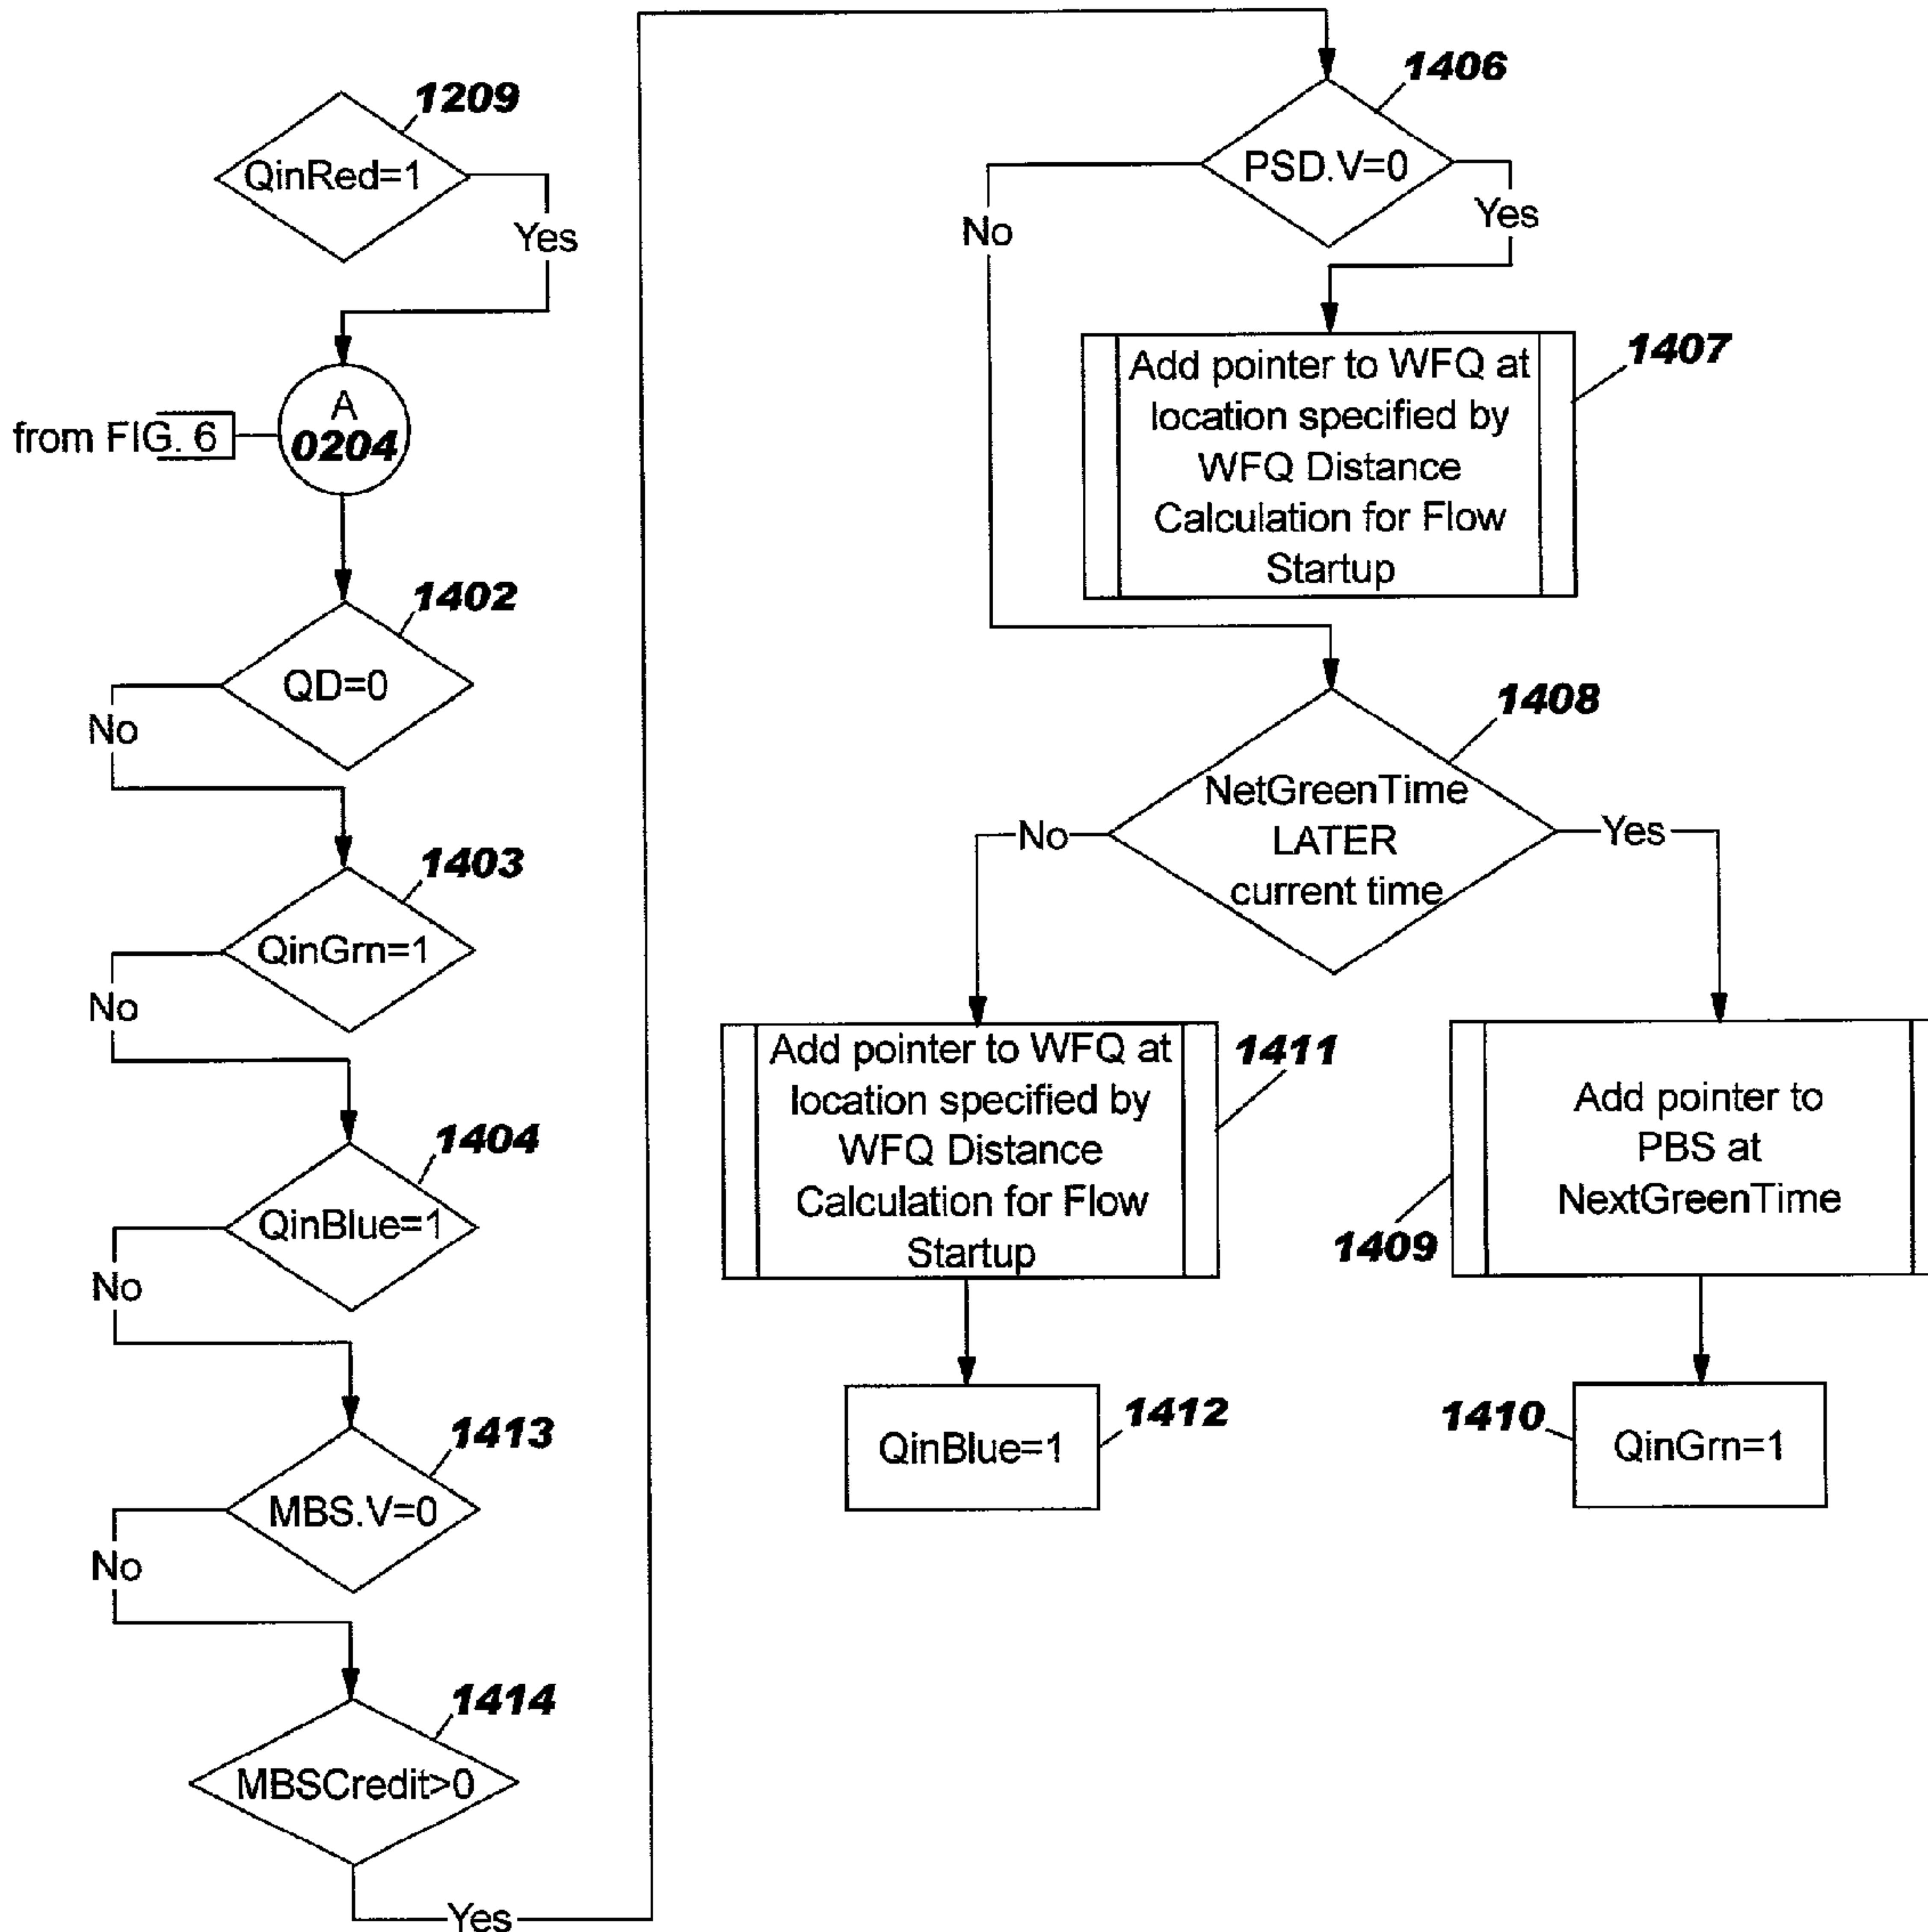 1209
QinRed=1
Yes
from FIG. 6
A
0204
1402
QD=0
No
1403
QinGrn=1
No
1404
QinBlue=1
No
1413
MBS.V=0
No
1414
MBSCredit>0
Yes
1406
PSD.V=0
No
Yes
1407
Add pointer to WFQ at
location specified by
WFQ Distance
Calculation for Flow
Startup
1408
NetGreenTime
LATER
current time
No
Yes
Add pointer to WFQ at
location specified by
WFQ Distance
Calculation for Flow
Startup
1411
Add pointer to
PBS at
NextGreenTime
1409
QinBlue=1
1412
1410
QinGrn=1